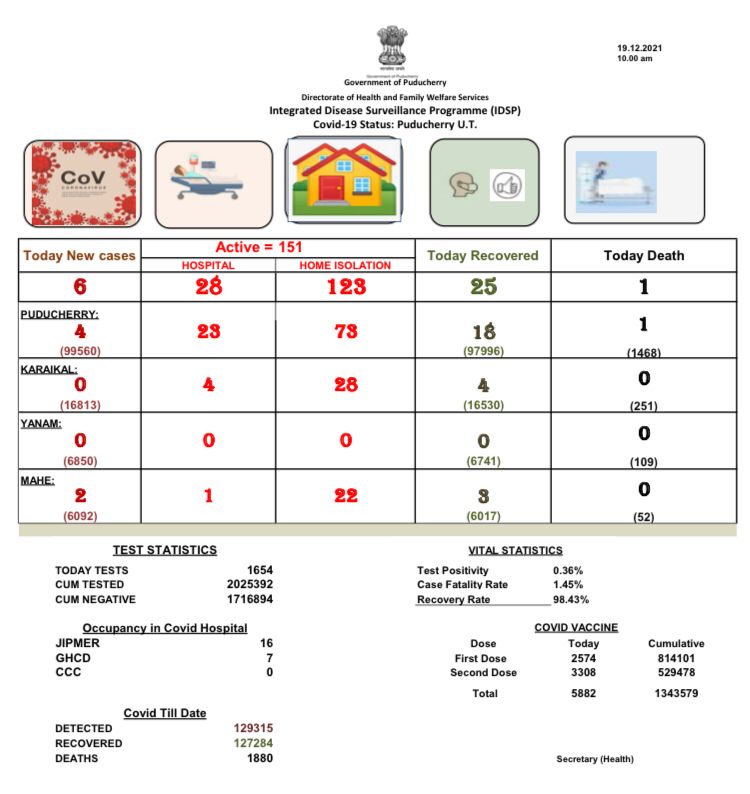 19.12.2021
10.00 am
Government of Puducherry
Government of Puducherry
Directorate of Health and Family Welfare Services
Integrated Disease Surveillance Programme (IDSP)
Covid-19 Status: Puducherry U.T.
CoV
CORONAVIRUS
Today New cases Active = 151 Today Recovered Today Death
HOSPITAL HOME ISOLATION
6 28 123 25 1
PUDUCHERRY:
4 23 73 18 1
(99560) (97996) (1468)
KARAIKAL:
0 4 28 4 0
(16813) (16530) (251)
YANAM:
0 0 0 0 0
(6850) (6741) (109)
MAHE:
2 1 22 3 0
(6092) (6017) (52)
TEST STATISTICS
TODAY TESTS 1654
CUM TESTED 2025392
CUM NEGATIVE 1716894
VITAL STATISTICS
Test Positivity 0.36%
Case Fatality Rate 1.45%
Recovery Rate 98.43%
Occupancy in Covid Hospital
JIPMER 16
GHCD 7
CCC 0
COVID VACCINE
Dose Today Cumulative
First Dose 2574 814101
Second Dose 3308 529478
Total 5882 1343579
Covid Till Date
DETECTED 129315
RECOVERED 127284
DEATHS 1880
Secretary (Health)